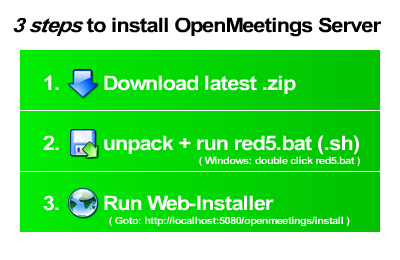 3 steps to install OpenMeetings Server
1. Download latest .zip
2. unpack + run red5.bat (.sh)
( Windows: double click red5.bat )
3. Run Web-Installer
( Goto: http://localhost:5080/openmeetings/install )